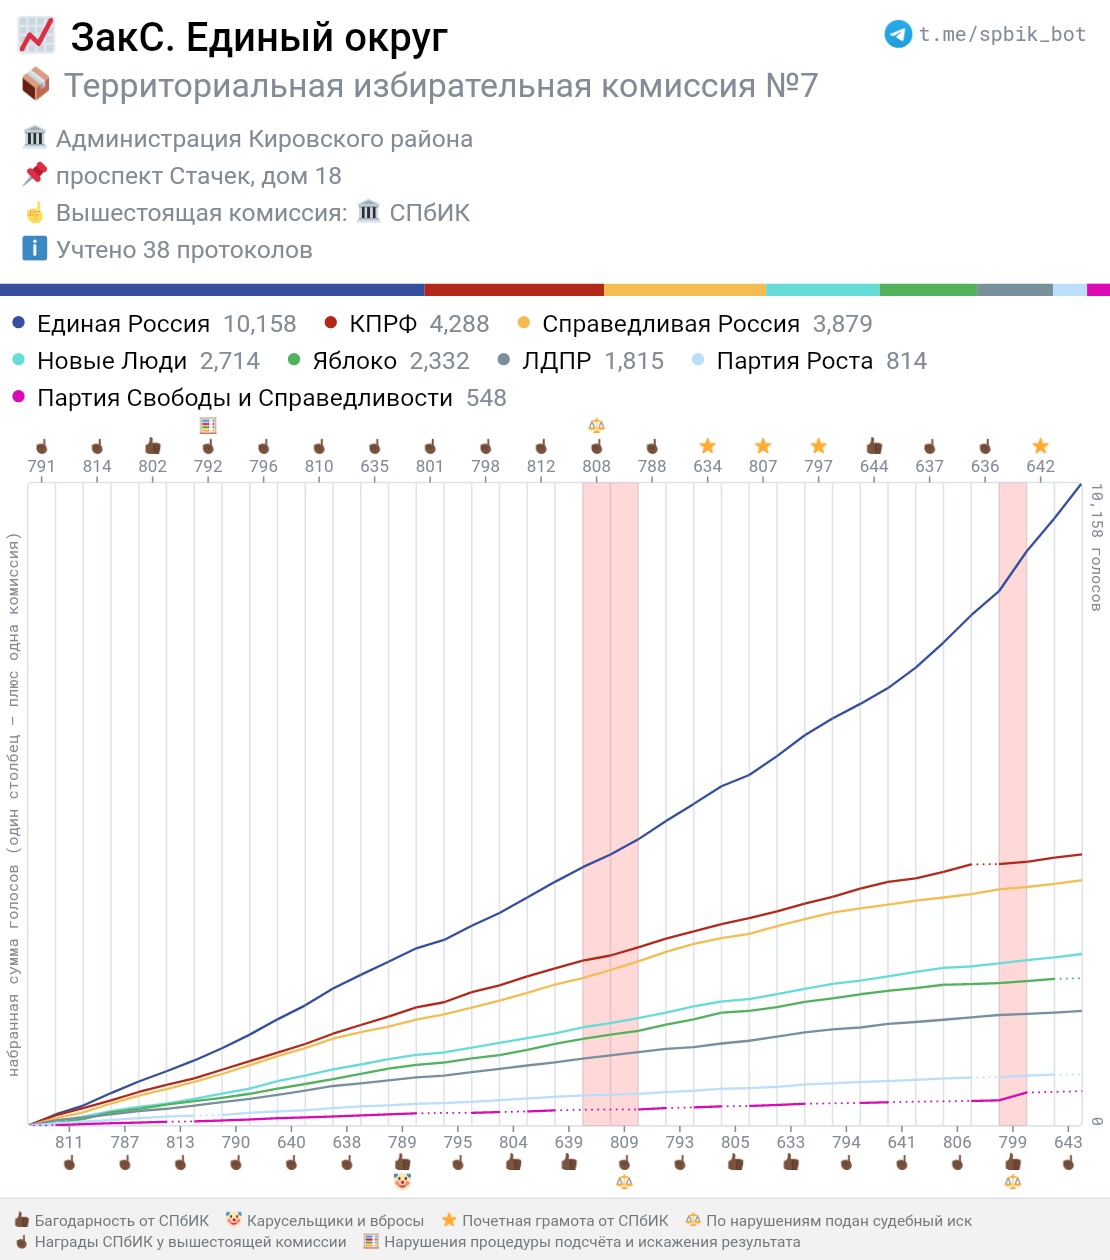 ЗакС. Единый округ
t.me/spbik_bot
Территориальная избирательная комиссия №7
Администрация Кировского района
проспект Стачек, дом 18
Вышестоящая комиссия: СПбИК
Учтено 38 протоколов
Единая Россия 10,158 КПРФ 4,288 Справедливая Россия 3,879
Новые Люди 2,714 Яблоко 2,332 ЛДПР 1,815 Партия Роста 814
Партия Свободы и Справедливости 548
791 814 802 792 796 810 635 801 798 812 808 788 634 807 797 644 637 636 642
набранная сумма голосов (один столбец – плюс одна комиссия)
10,158 голосов
0
811 787 813 790 640 638 789 795 804 639 809 793 805 633 794 641 806 799 643
Багодарность от СПбИК Карусельщики и вбросы Почетная грамота от СПбИК По нарушениям подан судебный иск
Награды СПбИК у вышестоящей комиссии Нарушения процедуры подсчёта и искажения результата